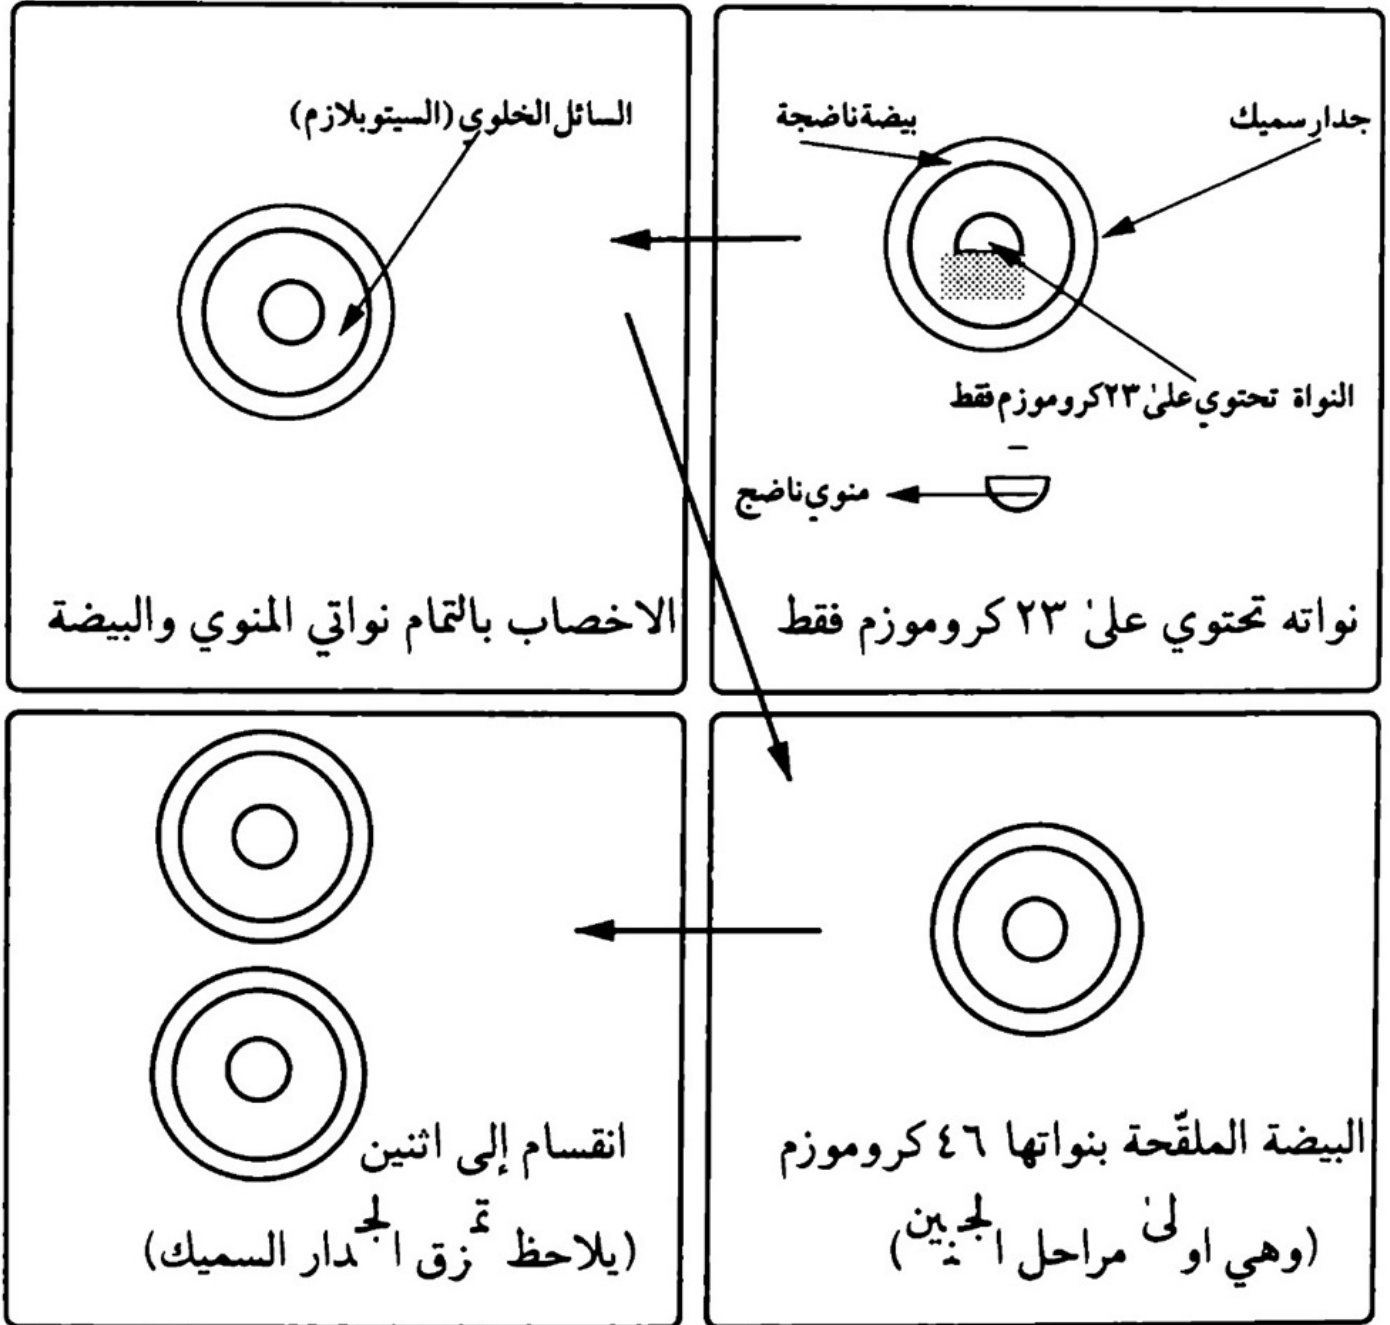 جدار سميك
بيضة ناضجة
النواة تحتوي علىٰ ٢٣ كروموزم فقط
منوي ناضج
نواته تحتوي علىٰ ٢٣ كروموزم فقط
السائل الخلوي (السيتوبلازم)
الاخصاب بالتمام نواتي المنوي والبيضة
البيضة الملقّحة بنواتها ٤٦ كروموزم
(وهي اولىٰ مراحل الجنين)
انقسام إلى اثنين
(يلاحظ تمزق الجدار السميك)